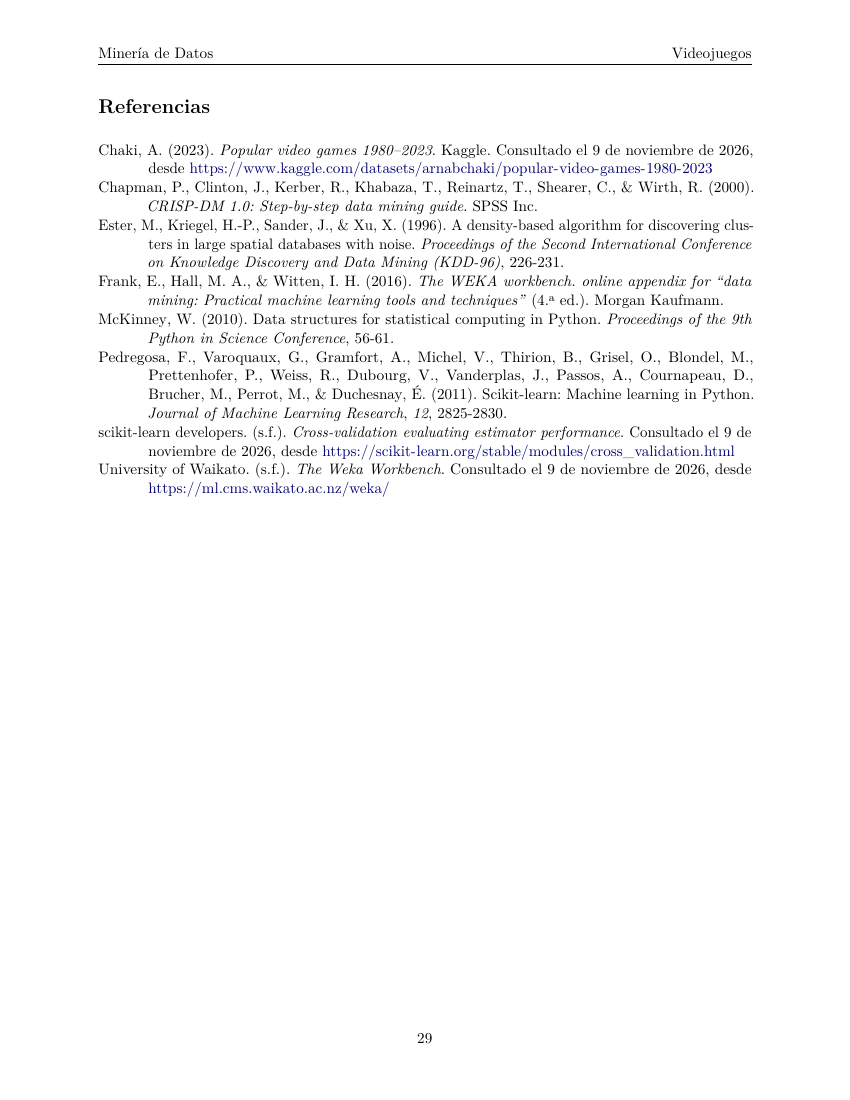 Minería de Datos Videojuegos
Referencias
Chaki, A. (2023). Popular video games 1980–2023. Kaggle. Consultado el 9 de noviembre de 2026,
desde https://www.kaggle.com/datasets/arnabchaki/popular-video-games-1980-2023
Chapman, P., Clinton, J., Kerber, R., Khabaza, T., Reinartz, T., Shearer, C., & Wirth, R. (2000).
CRISP-DM 1.0: Step-by-step data mining guide. SPSS Inc.
Ester, M., Kriegel, H.-P., Sander, J., & Xu, X. (1996). A density-based algorithm for discovering clus-
ters in large spatial databases with noise. Proceedings of the Second International Conference
on Knowledge Discovery and Data Mining (KDD-96), 226-231.
Frank, E., Hall, M. A., & Witten, I. H. (2016). The WEKA workbench. online appendix for “data
mining: Practical machine learning tools and techniques” (4.ª ed.). Morgan Kaufmann.
McKinney, W. (2010). Data structures for statistical computing in Python. Proceedings of the 9th
Python in Science Conference, 56-61.
Pedregosa, F., Varoquaux, G., Gramfort, A., Michel, V., Thirion, B., Grisel, O., Blondel, M.,
Prettenhofer, P., Weiss, R., Dubourg, V., Vanderplas, J., Passos, A., Cournapeau, D.,
Brucher, M., Perrot, M., & Duchesnay, É. (2011). Scikit-learn: Machine learning in Python.
Journal of Machine Learning Research, 12, 2825-2830.
scikit-learn developers. (s.f.). Cross-validation evaluating estimator performance. Consultado el 9 de
noviembre de 2026, desde https://scikit-learn.org/stable/modules/cross_validation.html
University of Waikato. (s.f.). The Weka Workbench. Consultado el 9 de noviembre de 2026, desde
https://ml.cms.waikato.ac.nz/weka/
29